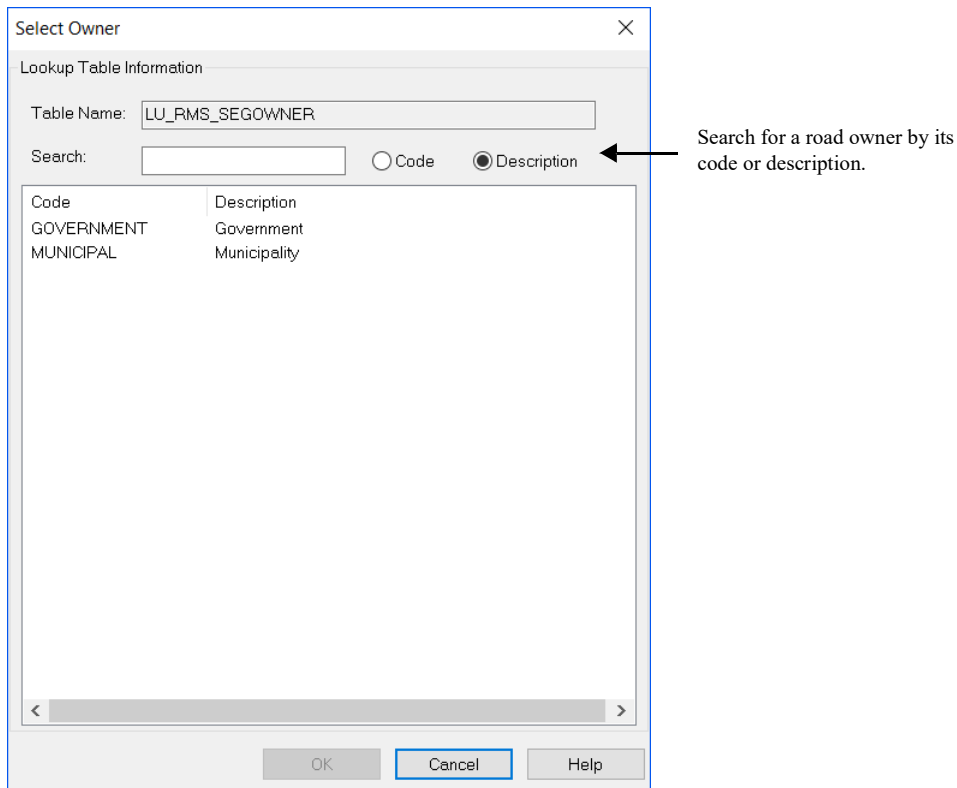 Select Owner
Lookup Table Information
Table Name: LU_RMS_SEGOWNER
Search: Code Description
Search for a road owner by its
code or description.
Code Description
GOVERNMENT Government
MUNICIPAL Municipality
OK Cancel Help